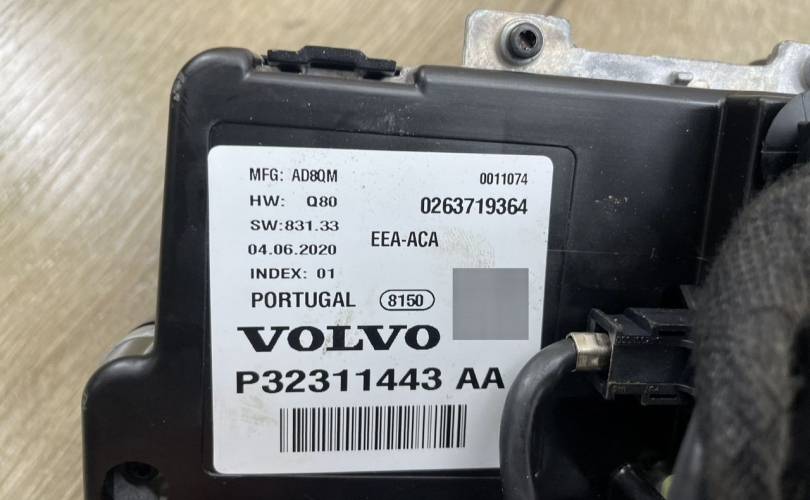 MFG: AD8QM 0011074
HW: Q80 0263719364
SW:831.33
04.06.2020 EEA-ACA
INDEX: 01
PORTUGAL 8150
VOLVO
P32311443 AA